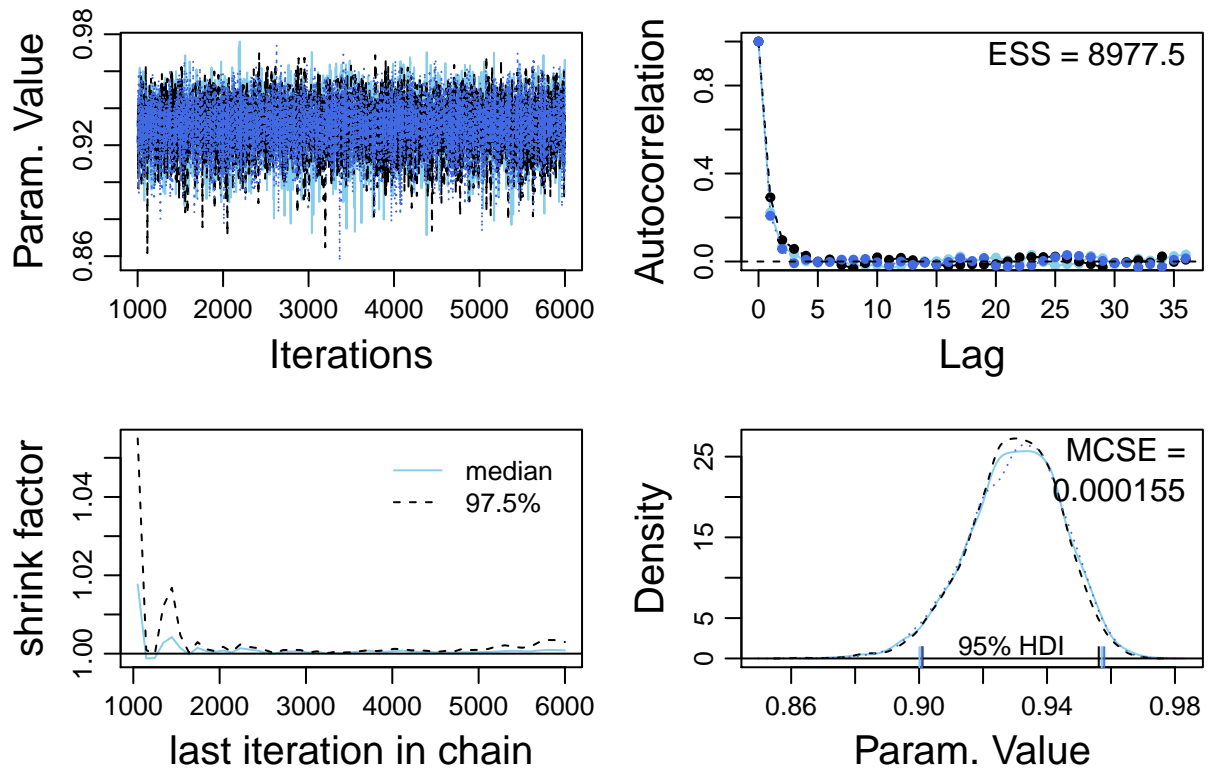 Param. Value
0.86 0.92 0.98
1000 2000 3000 4000 5000 6000
Iterations
Autocorrelation
0.0 0.4 0.8
ESS = 8977.5
0 5 10 15 20 25 30 35
Lag
shrink factor
1.00 1.02 1.04
median
97.5%
1000 2000 3000 4000 5000 6000
last iteration in chain
Density
0 5 15 25
MCSE =
0.000155
95% HDI
0.86 0.90 0.94 0.98
Param. Value